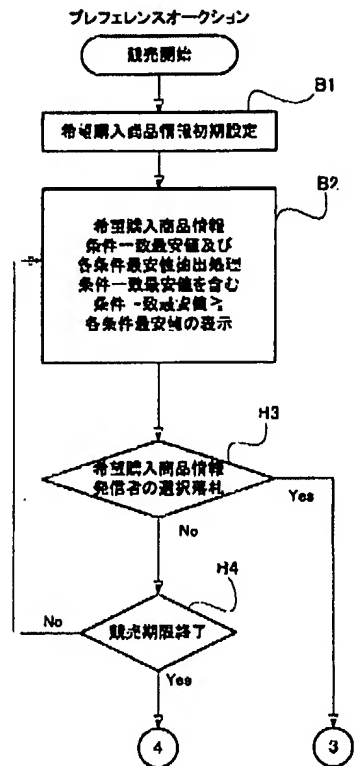 プレフェレンスオークション
競売開始
B1
希望購入商品情報初期設定
B2
希望購入商品情報
条件一致最安値及び
各条件最安値抽出処理
条件一致最安値を含む
条件一致最安値≧
各条件最安値の表示
H3
希望購入商品情報
発信者の選択落札
Yes
No
H4
No
競売期限終了
Yes
4
3